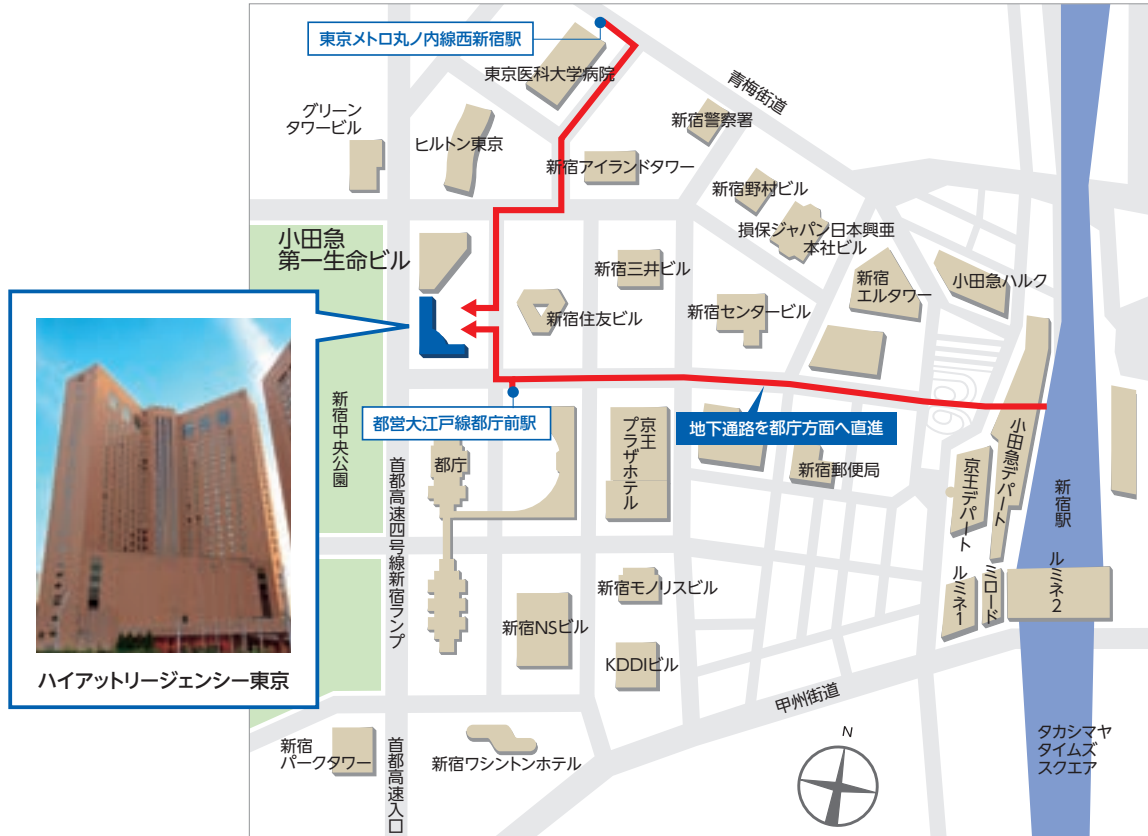 東京メトロ丸ノ内線西新宿駅
東京医科大学病院
青梅街道
グリーン
タワービル
ヒルトン東京
新宿警察署
新宿アイランドタワー
新宿野村ビル
損保ジャパン日本興亜
本社ビル
小田急
第一生命ビル
新宿三井ビル
新宿
エルタワー
小田急ハルク
新宿住友ビル
新宿センタービル
新宿中央公園
都営大江戸線都庁前駅
地下通路を都庁方面へ直進
都庁
京王
プラザホテル
新宿郵便局
小田急デパート
京王デパート
新宿駅
首都高速四号線新宿ランプ
ルミネ1
ミロード
ルミネ2
新宿モノリスビル
新宿NSビル
KDDIビル
ハイアットリージェンシー東京
甲州街道
N
新宿
パークタワー
首都高速入口
新宿ワシントンホテル
タカシマヤ
タイムズ
スクエア